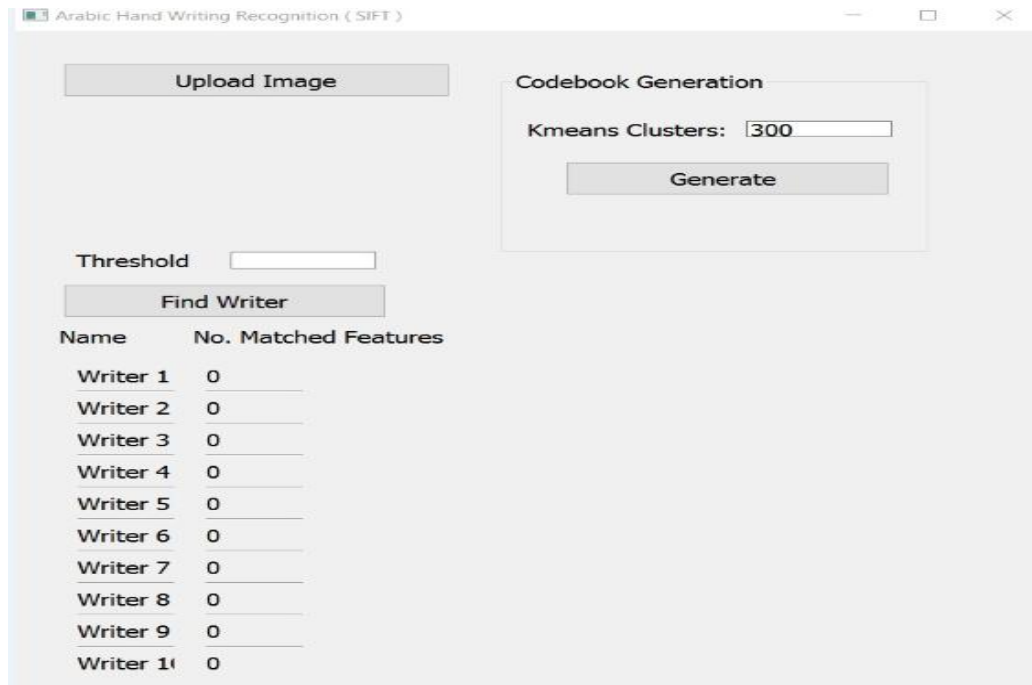 Arabic Hand Writing Recognition ( SIFT )
Upload Image
Codebook Generation
Kmeans Clusters: 300
Generate
Threshold
Find Writer
Name No. Matched Features
Writer 1 0
Writer 2 0
Writer 3 0
Writer 4 0
Writer 5 0
Writer 6 0
Writer 7 0
Writer 8 0
Writer 9 0
Writer 1 0